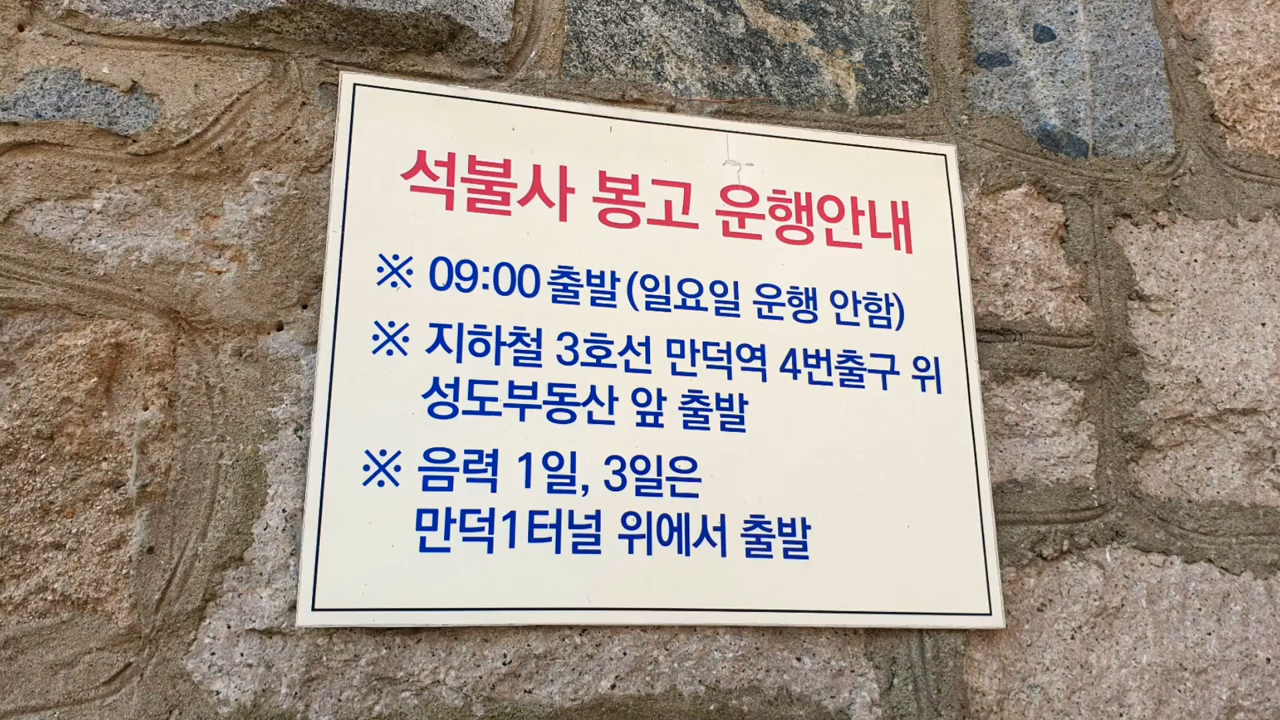 석불사 봉고 운행안내
※ 09:00 출발(일요일 운행 안함)
※ 지하철 3호선 만덕역 4번출구 위
성도부동산 앞 출발
※ 음력 1일, 3일은
만덕1터널 위에서 출발